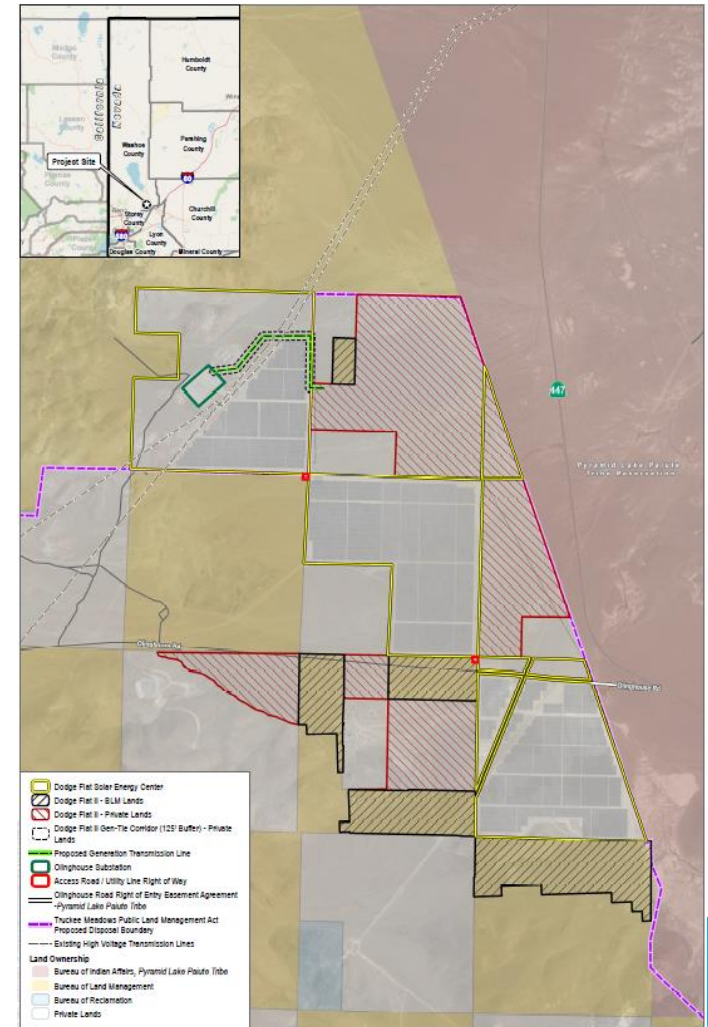 Modoc
County
Humboldt
County
California
Nevada
Lassen
County
Washoe
County
Pershing
County
Project Site
Plumas
County
80
Storey
County
Churchill
County
Lyon
County
Douglas
County
Mineral County
447
Pyramid Lake Paiute
Tribe Reservation
Olinghouse Rd
Olinghouse Rd
Dodge Flat Solar Energy Center
Dodge Flat II - BLM Lands
Dodge Flat II - Private Lands
Dodge Flat II Gen-Tie Corridor (125' Buffer) - Private
Lands
Proposed Generation Transmission Line
Olinghouse Substation
Access Road / Utility Line Right of Way
Olinghouse Road Right of Entry Easement Agreement
-Pyramid Lake Paiute Tribe
Truckee Meadows Public Land Management Act
Proposed Disposal Boundary
Existing High Voltage Transmission Lines
Land Ownership
Bureau of Indian Affairs, Pyramid Lake Paiute Tribe
Bureau of Land Management
Bureau of Reclamation
Private Lands